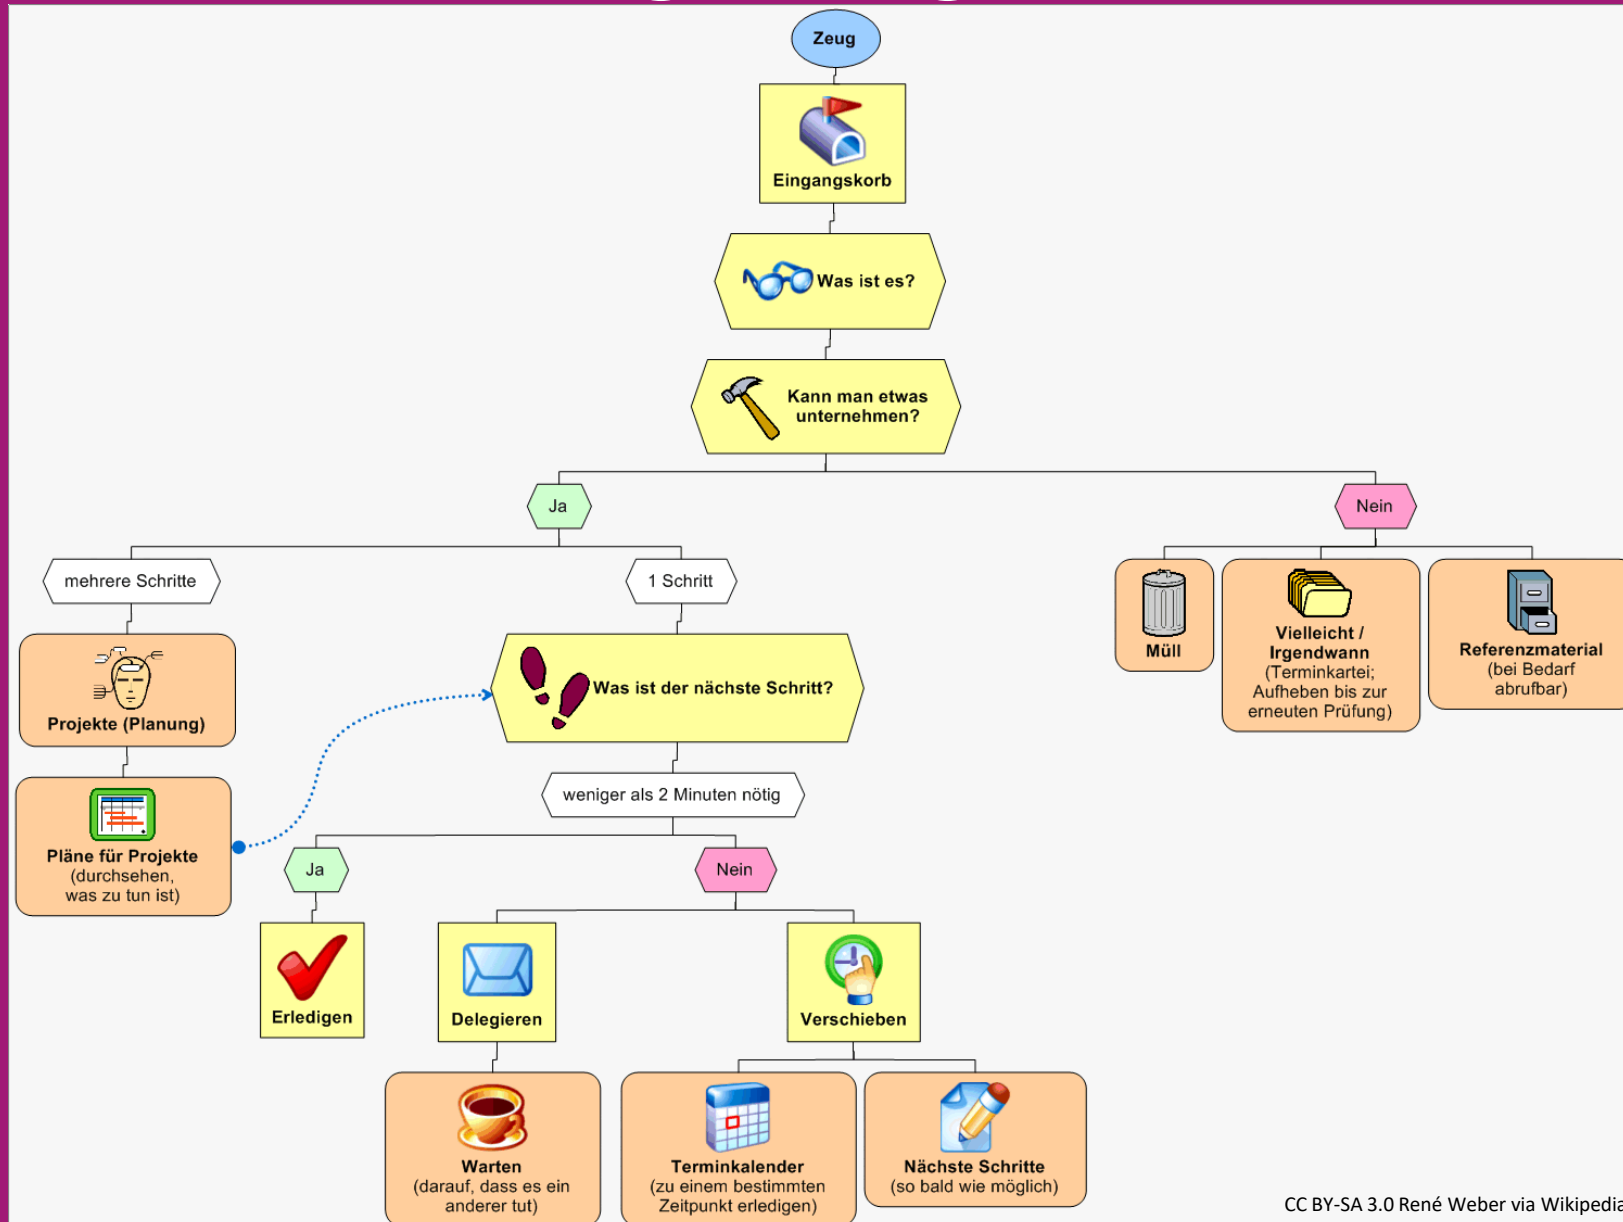 Zeug
Eingangskorb
Was ist es?
Kann man etwas
unternehmen?
Ja
Nein
mehrere Schritte
1 Schritt
Müll
Vielleicht /
Irgendwann
(Terminkartei;
Aufheben bis zur
erneuten Prüfung)
Referenzmaterial
(bei Bedarf
abrufbar)
Projekte (Planung)
Was ist der nächste Schritt?
Pläne für Projekte
(durchsehen,
was zu tun ist)
weniger als 2 Minuten nötig
Ja
Nein
Erledigen
Delegieren
Verschieben
Warten
(darauf, dass es ein
anderer tut)
Terminkalender
(zu einem bestimmten
Zeitpunkt erledigen)
Nächste Schritte
(so bald wie möglich)
CC BY-SA 3.0 René Weber via Wikipedia